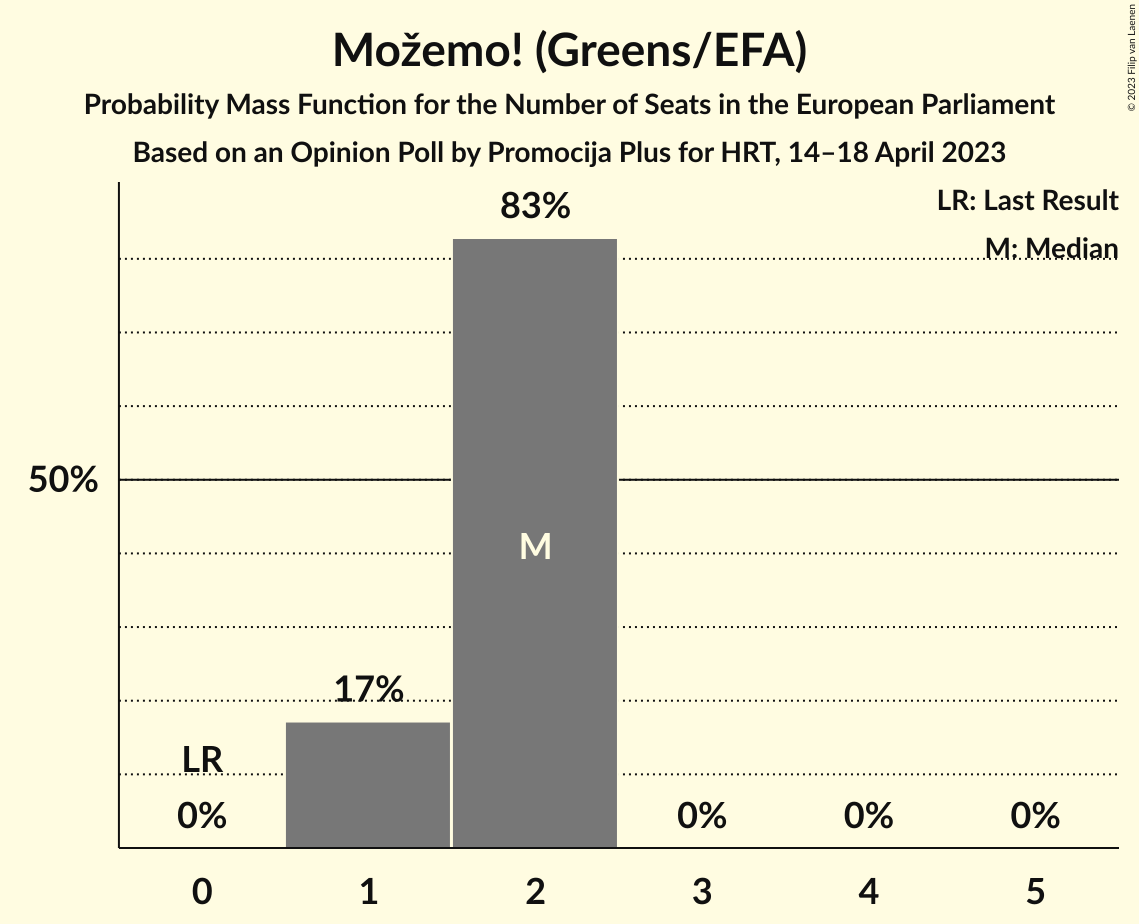 Možemo! (Greens/EFA)
Probability Mass Function for the Number of Seats in the European Parliament
Based on an Opinion Poll by Promocija Plus for HRT, 14–18 April 2023
© 2023 Filip van Laenen
LR: Last Result
M: Median
83%
50%
M
17%
LR
0%
0%
0%
0%
0
1
2
3
4
5